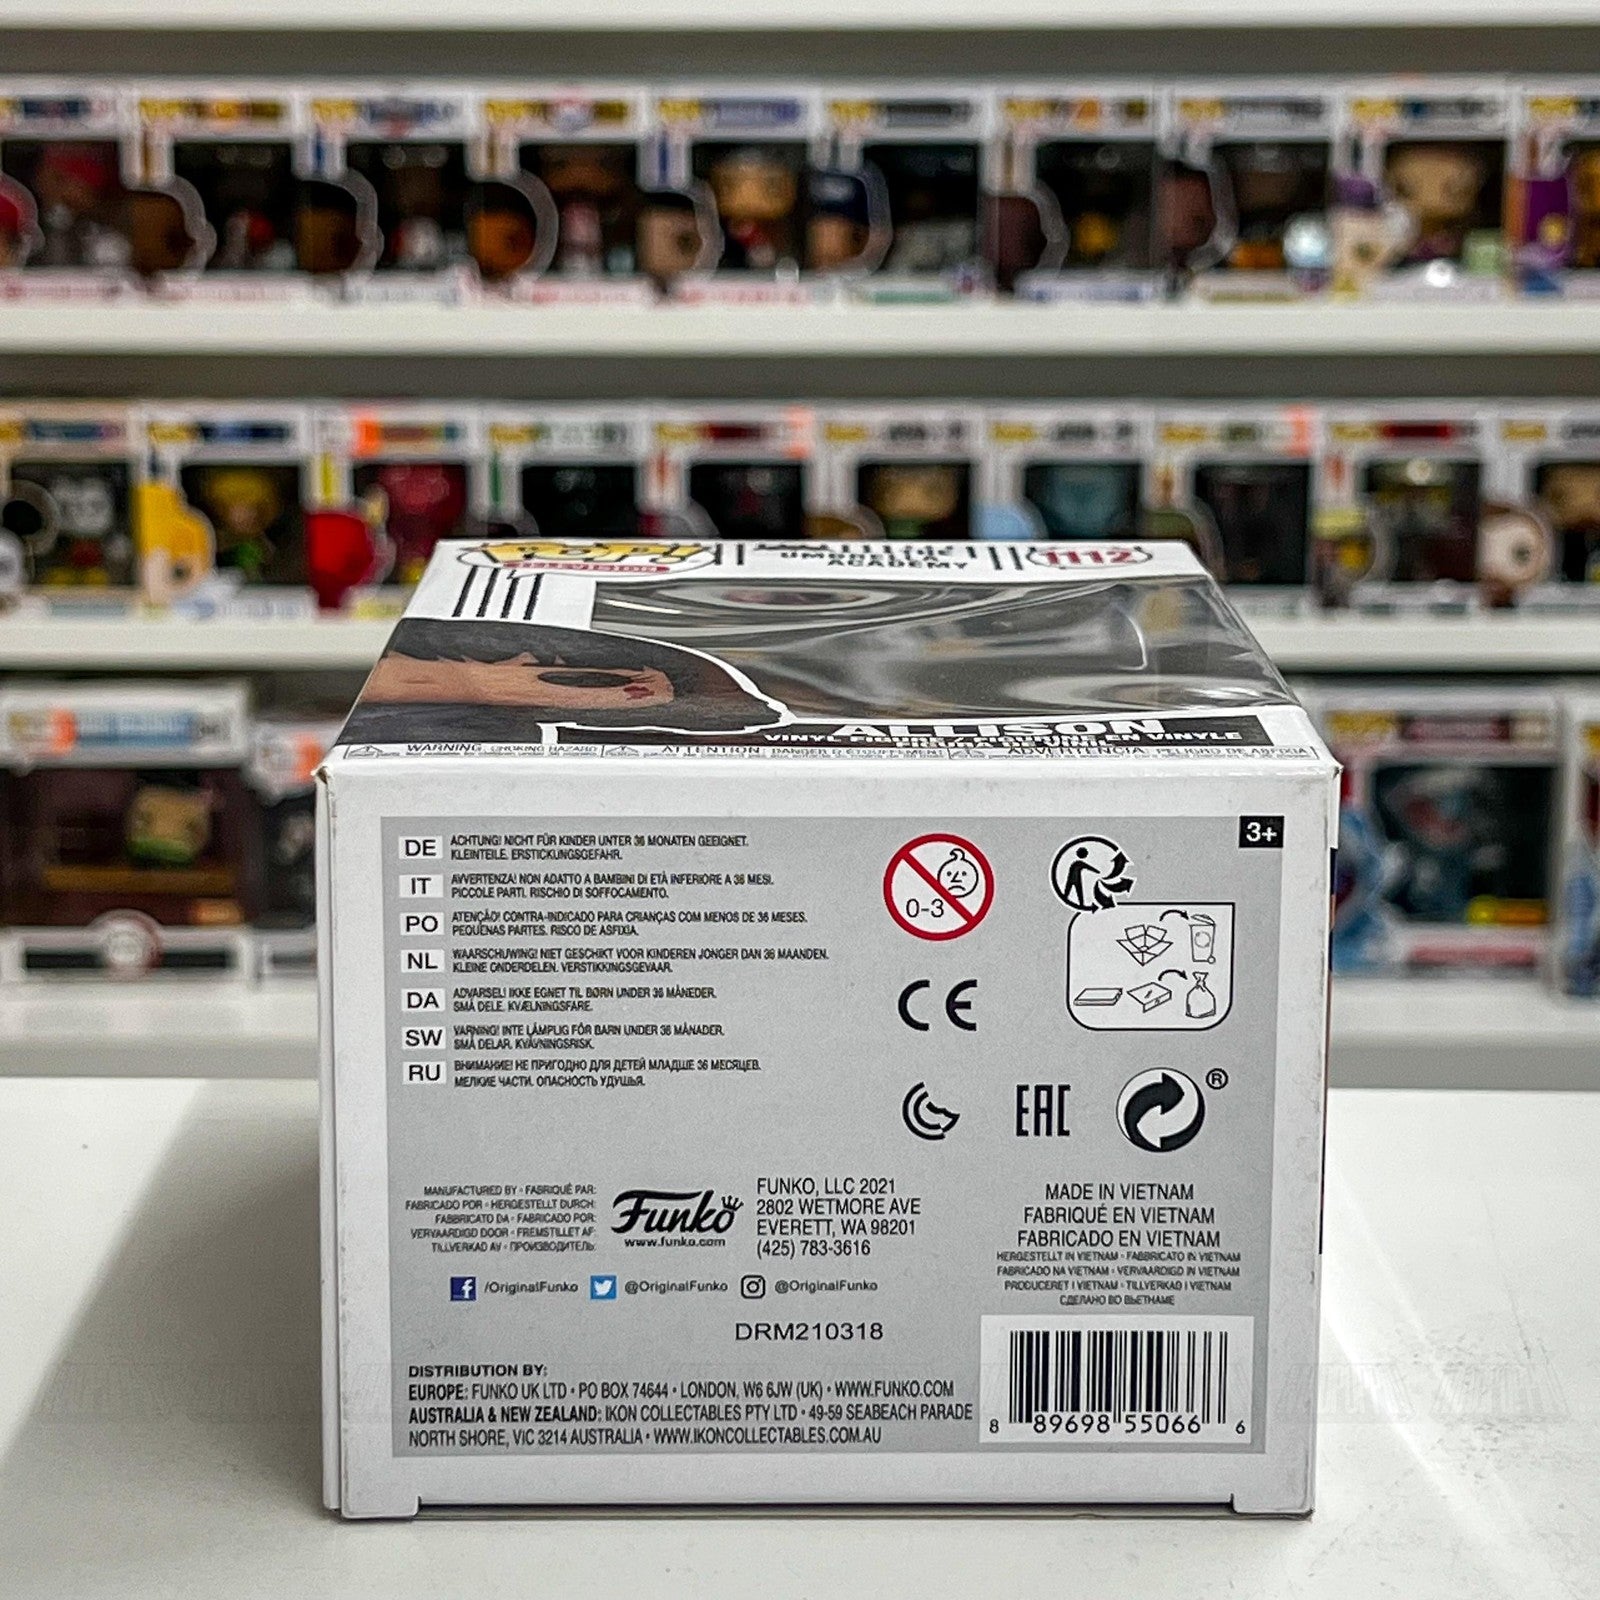 POP!
TELEVISION
UMBRELLA
ACADEMY
1112
ALLISON
VINYL FIGURE / FIGURINE EN VINYLE
WARNING: CHOKING HAZARD
ATTENTION: DANGER D'ÉTOUFFEMENT
ADVERTENCIA: PELIGRO DE ASFIXIA
3+
DE ACHTUNG! NICHT FÜR KINDER UNTER 36 MONATEN GEEIGNET.
KLEINTEILE. ERSTICKUNGSGEFAHR.
IT AVVERTENZA! NON ADATTO A BAMBINI DI ETÀ INFERIORE A 36 MESI.
PICCOLE PARTI. RISCHIO DI SOFFOCAMENTO.
PO ATENÇÃO! CONTRA-INDICADO PARA CRIANÇAS COM MENOS DE 36 MESES.
PEQUENAS PARTES. RISCO DE ASFIXIA.
NL WAARSCHUWING! NIET GESCHIKT VOOR KINDEREN JONGER DAN 36 MAANDEN.
KLEINE ONDERDELEN. VERSTIKKINGSGEVAAR.
DA ADVARSEL! IKKE EGNET TIL BØRN UNDER 36 MÅNEDER.
SMÅ DELE. KVÆLNINGSFARE.
SW VARNING! INTE LÄMPLIG FÖR BARN UNDER 36 MÅNADER.
SMÅ DELAR. KVÄVNINGSRISK.
RU ВНИМАНИЕ! НЕ ПРИГОДНО ДЛЯ ДЕТЕЙ МЛАДШЕ 36 МЕСЯЦЕВ.
МЕЛКИЕ ЧАСТИ. ОПАСНОСТЬ УДУШЬЯ.
0-3
CE
EAC
®
MANUFACTURED BY • FABRIQUÉ PAR:
FABRICADO POR • HERGESTELLT DURCH:
FABBRICATO DA • FABRICADO POR:
VERVAARDIGD DOOR • FREMSTILLET AF:
TILLVERKAD AV • ПРОИЗВОДИТЕЛЬ:
Funko
www.funko.com
FUNKO, LLC 2021
2802 WETMORE AVE
EVERETT, WA 98201
(425) 783-3616
MADE IN VIETNAM
FABRIQUÉ EN VIETNAM
FABRICADO EN VIETNAM
HERGESTELLT IN VIETNAM • FABBRICATO IN VIETNAM
FABRICADO NA VIETNAM • VERVAARDIGD IN VIETNAM
PRODUCERET I VIETNAM • TILLVERKAD I VIETNAM
СДЕЛАНО ВО ВЬЕТНАМЕ
/OriginalFunko @OriginalFunko @OriginalFunko
DRM210318
DISTRIBUTION BY:
EUROPE: FUNKO UK LTD • PO BOX 74644 • LONDON, W6 6JW (UK) • WWW.FUNKO.COM
AUSTRALIA & NEW ZEALAND: IKON COLLECTABLES PTY LTD • 49-59 SEABEACH PARADE
NORTH SHORE, VIC 3214 AUSTRALIA • WWW.IKONCOLLECTABLES.COM.AU
8 89698 55066 6